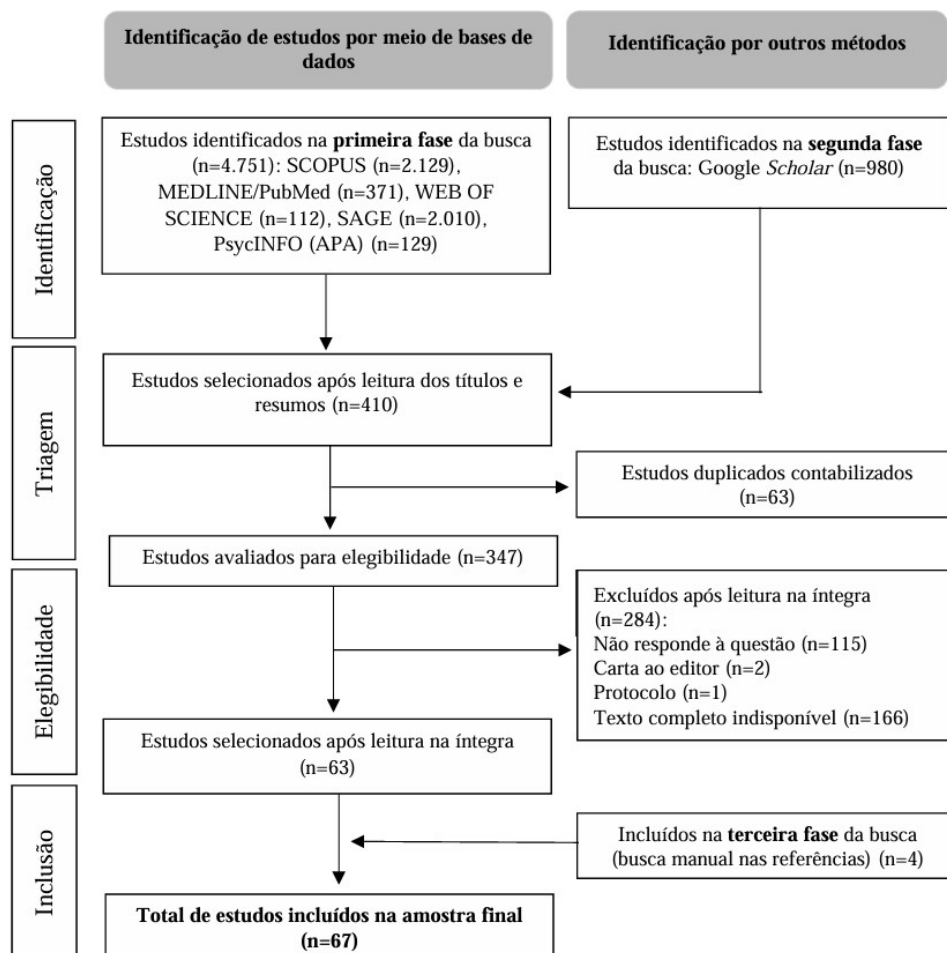 Identificação de estudos por meio de bases de
dados
Identificação por outros métodos
Identificação
Estudos identificados na primeira fase da busca
(n=4.751): SCOPUS (n=2.129),
MEDLINE/PubMed (n=371), WEB OF
SCIENCE (n=112), SAGE (n=2.010),
PsycINFO (APA) (n=129)
Estudos identificados na segunda fase
da busca: Google Scholar (n=980)
Triagem
Estudos selecionados após leitura dos títulos e
resumos (n=410)
Estudos duplicados contabilizados
(n=63)
Estudos avaliados para elegibilidade (n=347)
Elegibilidade
Excluídos após leitura na íntegra
(n=284):
Não responde à questão (n=115)
Carta ao editor (n=2)
Protocolo (n=1)
Texto completo indisponível (n=166)
Estudos selecionados após leitura na íntegra
(n=63)
Inclusão
Incluídos na terceira fase da busca
(busca manual nas referências) (n=4)
Total de estudos incluídos na amostra final
(n=67)